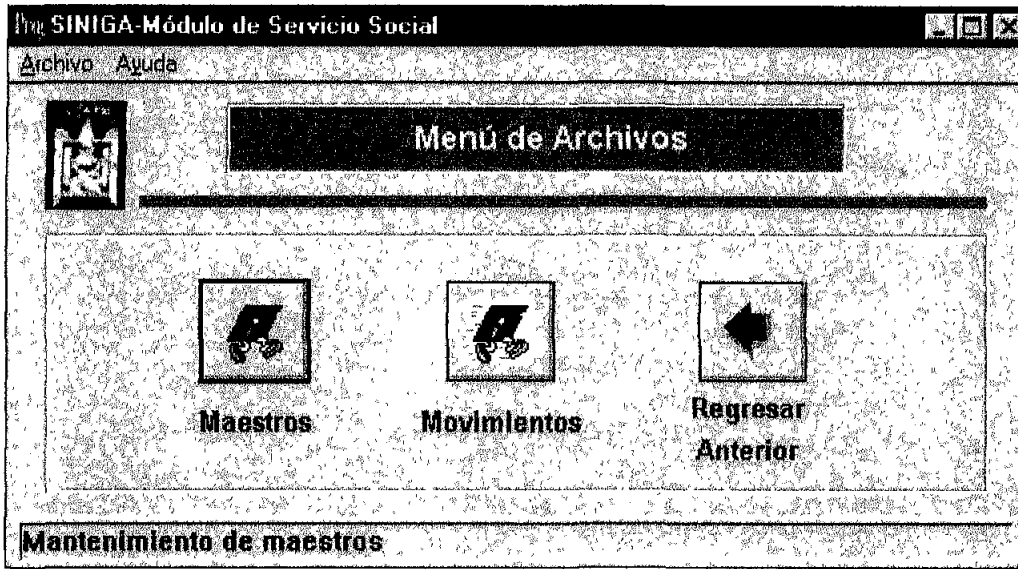 SINIGA-Módulo de Servicio Social
Archivo Ayuda
Menú de Archivos
Maestros Movimientos Regresar
Anterior
Mantenimiento de maestros